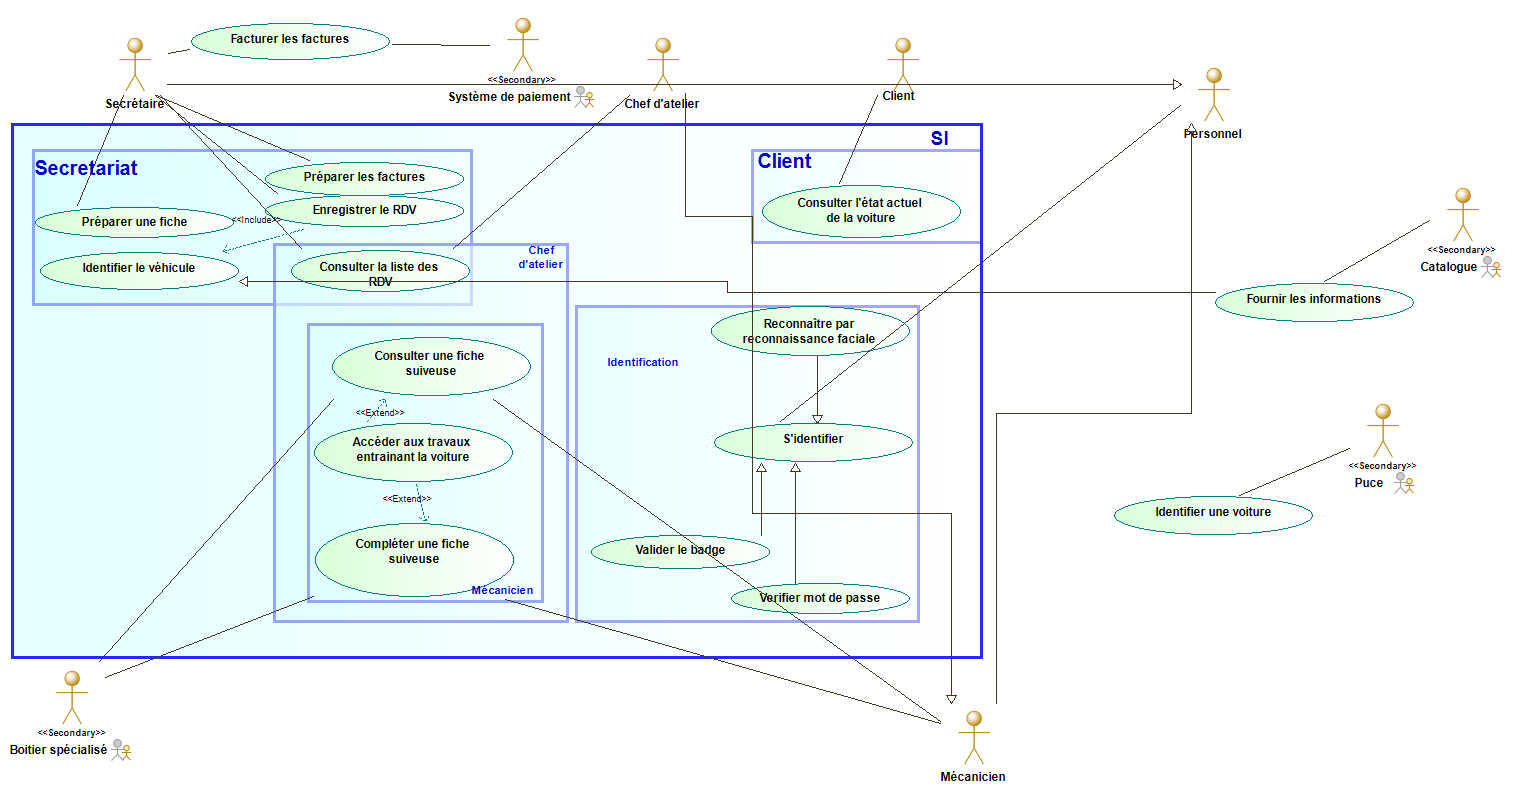 Facturer les factures
<<Secondary>>
Système de paiement
Secrétaire
Chef d'atelier
Client
Personnel
SI
Secretariat
Client
Préparer les factures
Enregistrer le RDV
Préparer une fiche
<<Include>>
Identifier le véhicule
Consulter la liste des
RDV
Chef
d'atelier
Consulter l'état actuel
de la voiture
<<Secondary>>
Catalogue
Fournir les informations
Reconnaître par
reconnaissance faciale
Identification
Consulter une fiche
suiveuse
<<Extend>>
Accéder aux travaux
entrainant la voiture
<<Extend>>
Compléter une fiche
suiveuse
Mécanicien
S'identifier
Valider le badge
Verifier mot de passe
<<Secondary>>
Puce
Identifier une voiture
<<Secondary>>
Boitier spécialisé
Mécanicien